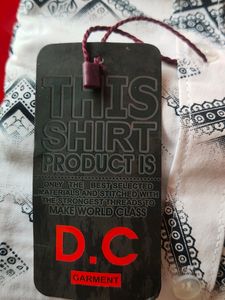 THIS
SHIRT
PRODUCT IS
ONLY THE BEST SELECTED
MATERIALS AND STITCHED WITH
THE STRONGEST THREADS TO
MAKE WORLD CLASS
D.C
GARMENT